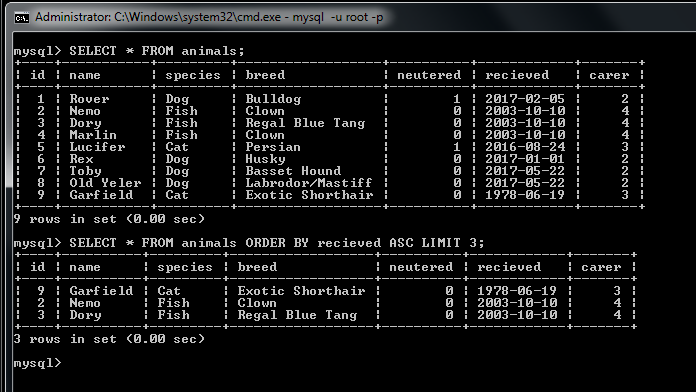 Administrator: C:\Windows\system32\cmd.exe - mysql -u root -p
mysql> SELECT * FROM animals;
| id | name | species | breed | neutered | recieved | carer |
| 1 | Rover | Dog | Bulldog | 1 | 2017-02-05 | 2 |
| 2 | Nemo | Fish | Clown | 0 | 2003-10-10 | 4 |
| 3 | Dory | Fish | Regal Blue Tang | 0 | 2003-10-10 | 4 |
| 4 | Marlin | Fish | Clown | 0 | 2003-10-10 | 4 |
| 5 | Lucifer | Cat | Persian | 1 | 2016-08-24 | 3 |
| 6 | Rex | Dog | Husky | 0 | 2017-01-01 | 2 |
| 7 | Toby | Dog | Basset Hound | 0 | 2017-05-22 | 2 |
| 8 | Old Yeler | Dog | Labrodor/Mastiff | 0 | 2017-05-22 | 2 |
| 9 | Garfield | Cat | Exotic Shorthair | 0 | 1978-06-19 | 3 |
9 rows in set (0.00 sec)
mysql> SELECT * FROM animals ORDER BY recieved ASC LIMIT 3;
| id | name | species | breed | neutered | recieved | carer |
| 9 | Garfield | Cat | Exotic Shorthair | 0 | 1978-06-19 | 3 |
| 2 | Nemo | Fish | Clown | 0 | 2003-10-10 | 4 |
| 3 | Dory | Fish | Regal Blue Tang | 0 | 2003-10-10 | 4 |
3 rows in set (0.00 sec)
mysql>